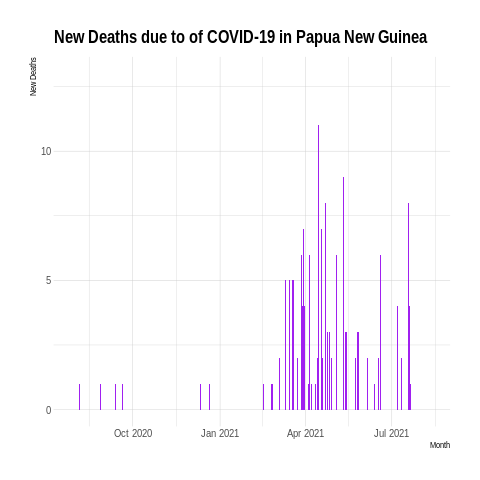 New Deaths due to of COVID-19 in Papua New Guinea
New Deaths
10
5
0
Oct 2020 Jan 2021 Apr 2021 Jul 2021
Month